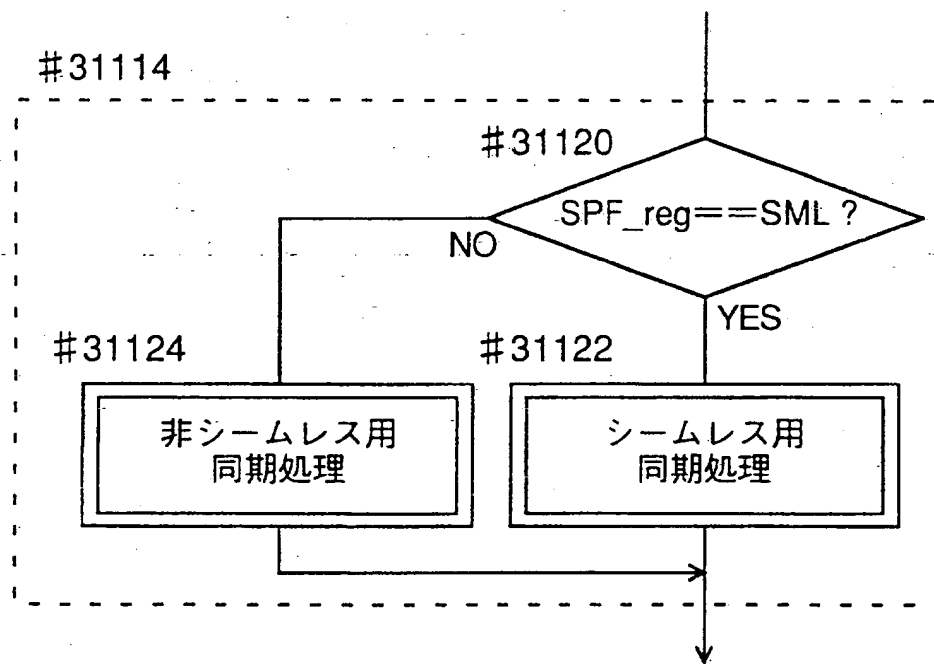 #31114
#31120
SPF_reg==SML?
NO
YES
#31124
#31122
非シームレス用
同期処理
シームレス用
同期処理